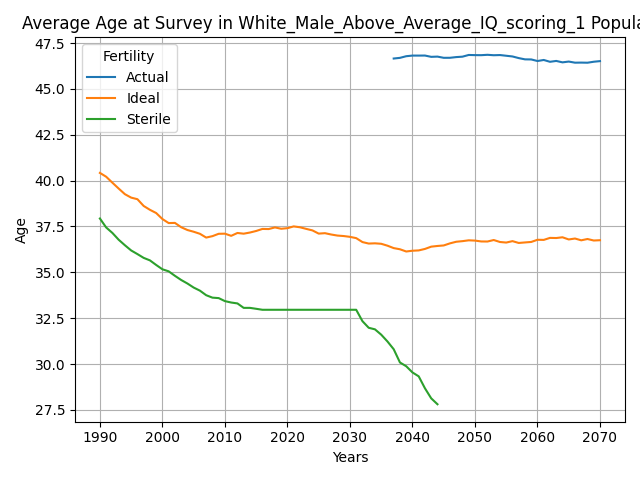 Average Age at Survey in White_Male_Above_Average_IQ_scoring_1 Popula
47.5
45.0
42.5
40.0
37.5
35.0
32.5
30.0
27.5
Age
Fertility
Actual
Ideal
Sterile
1990 2000 2010 2020 2030 2040 2050 2060 2070
Years